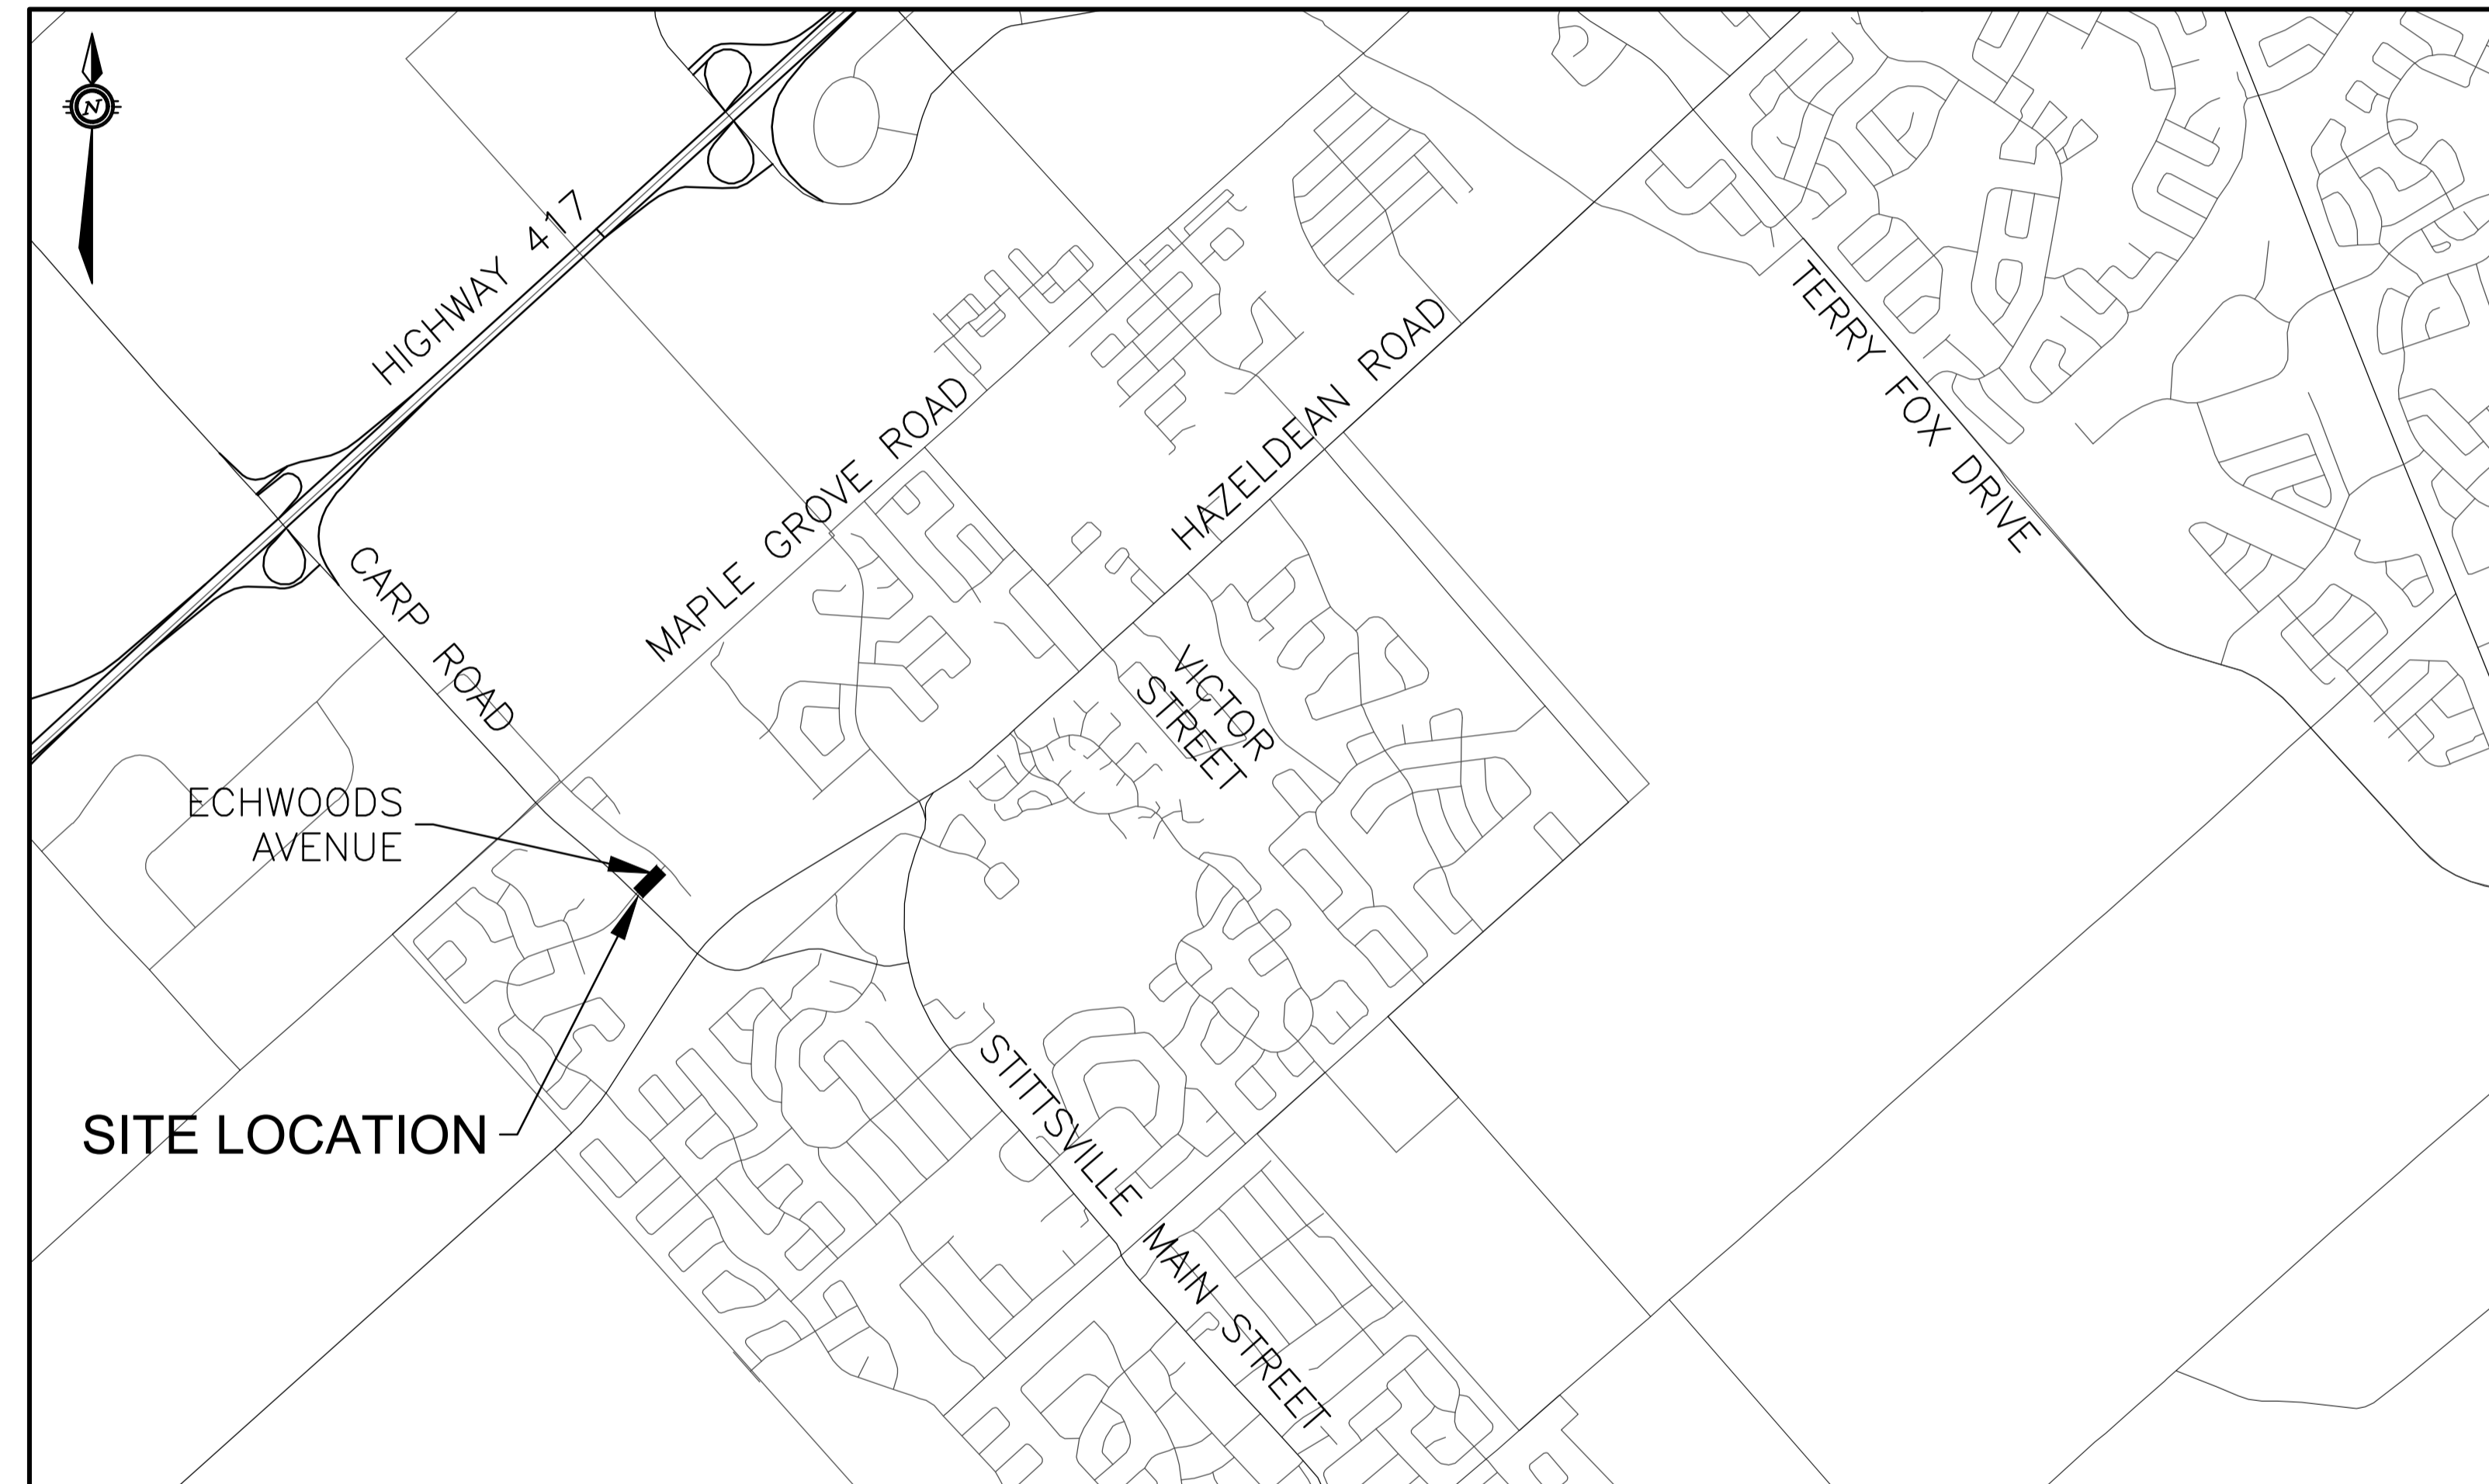 N
HIGHWAY 417
TERRY FOX DRIVE
HAZELDEAN ROAD
MAPLE GROVE ROAD
CARP ROAD
VICTOR
STREET
ECHWOODS
AVENUE
STITTSVILLE MAIN STREET
SITE LOCATION